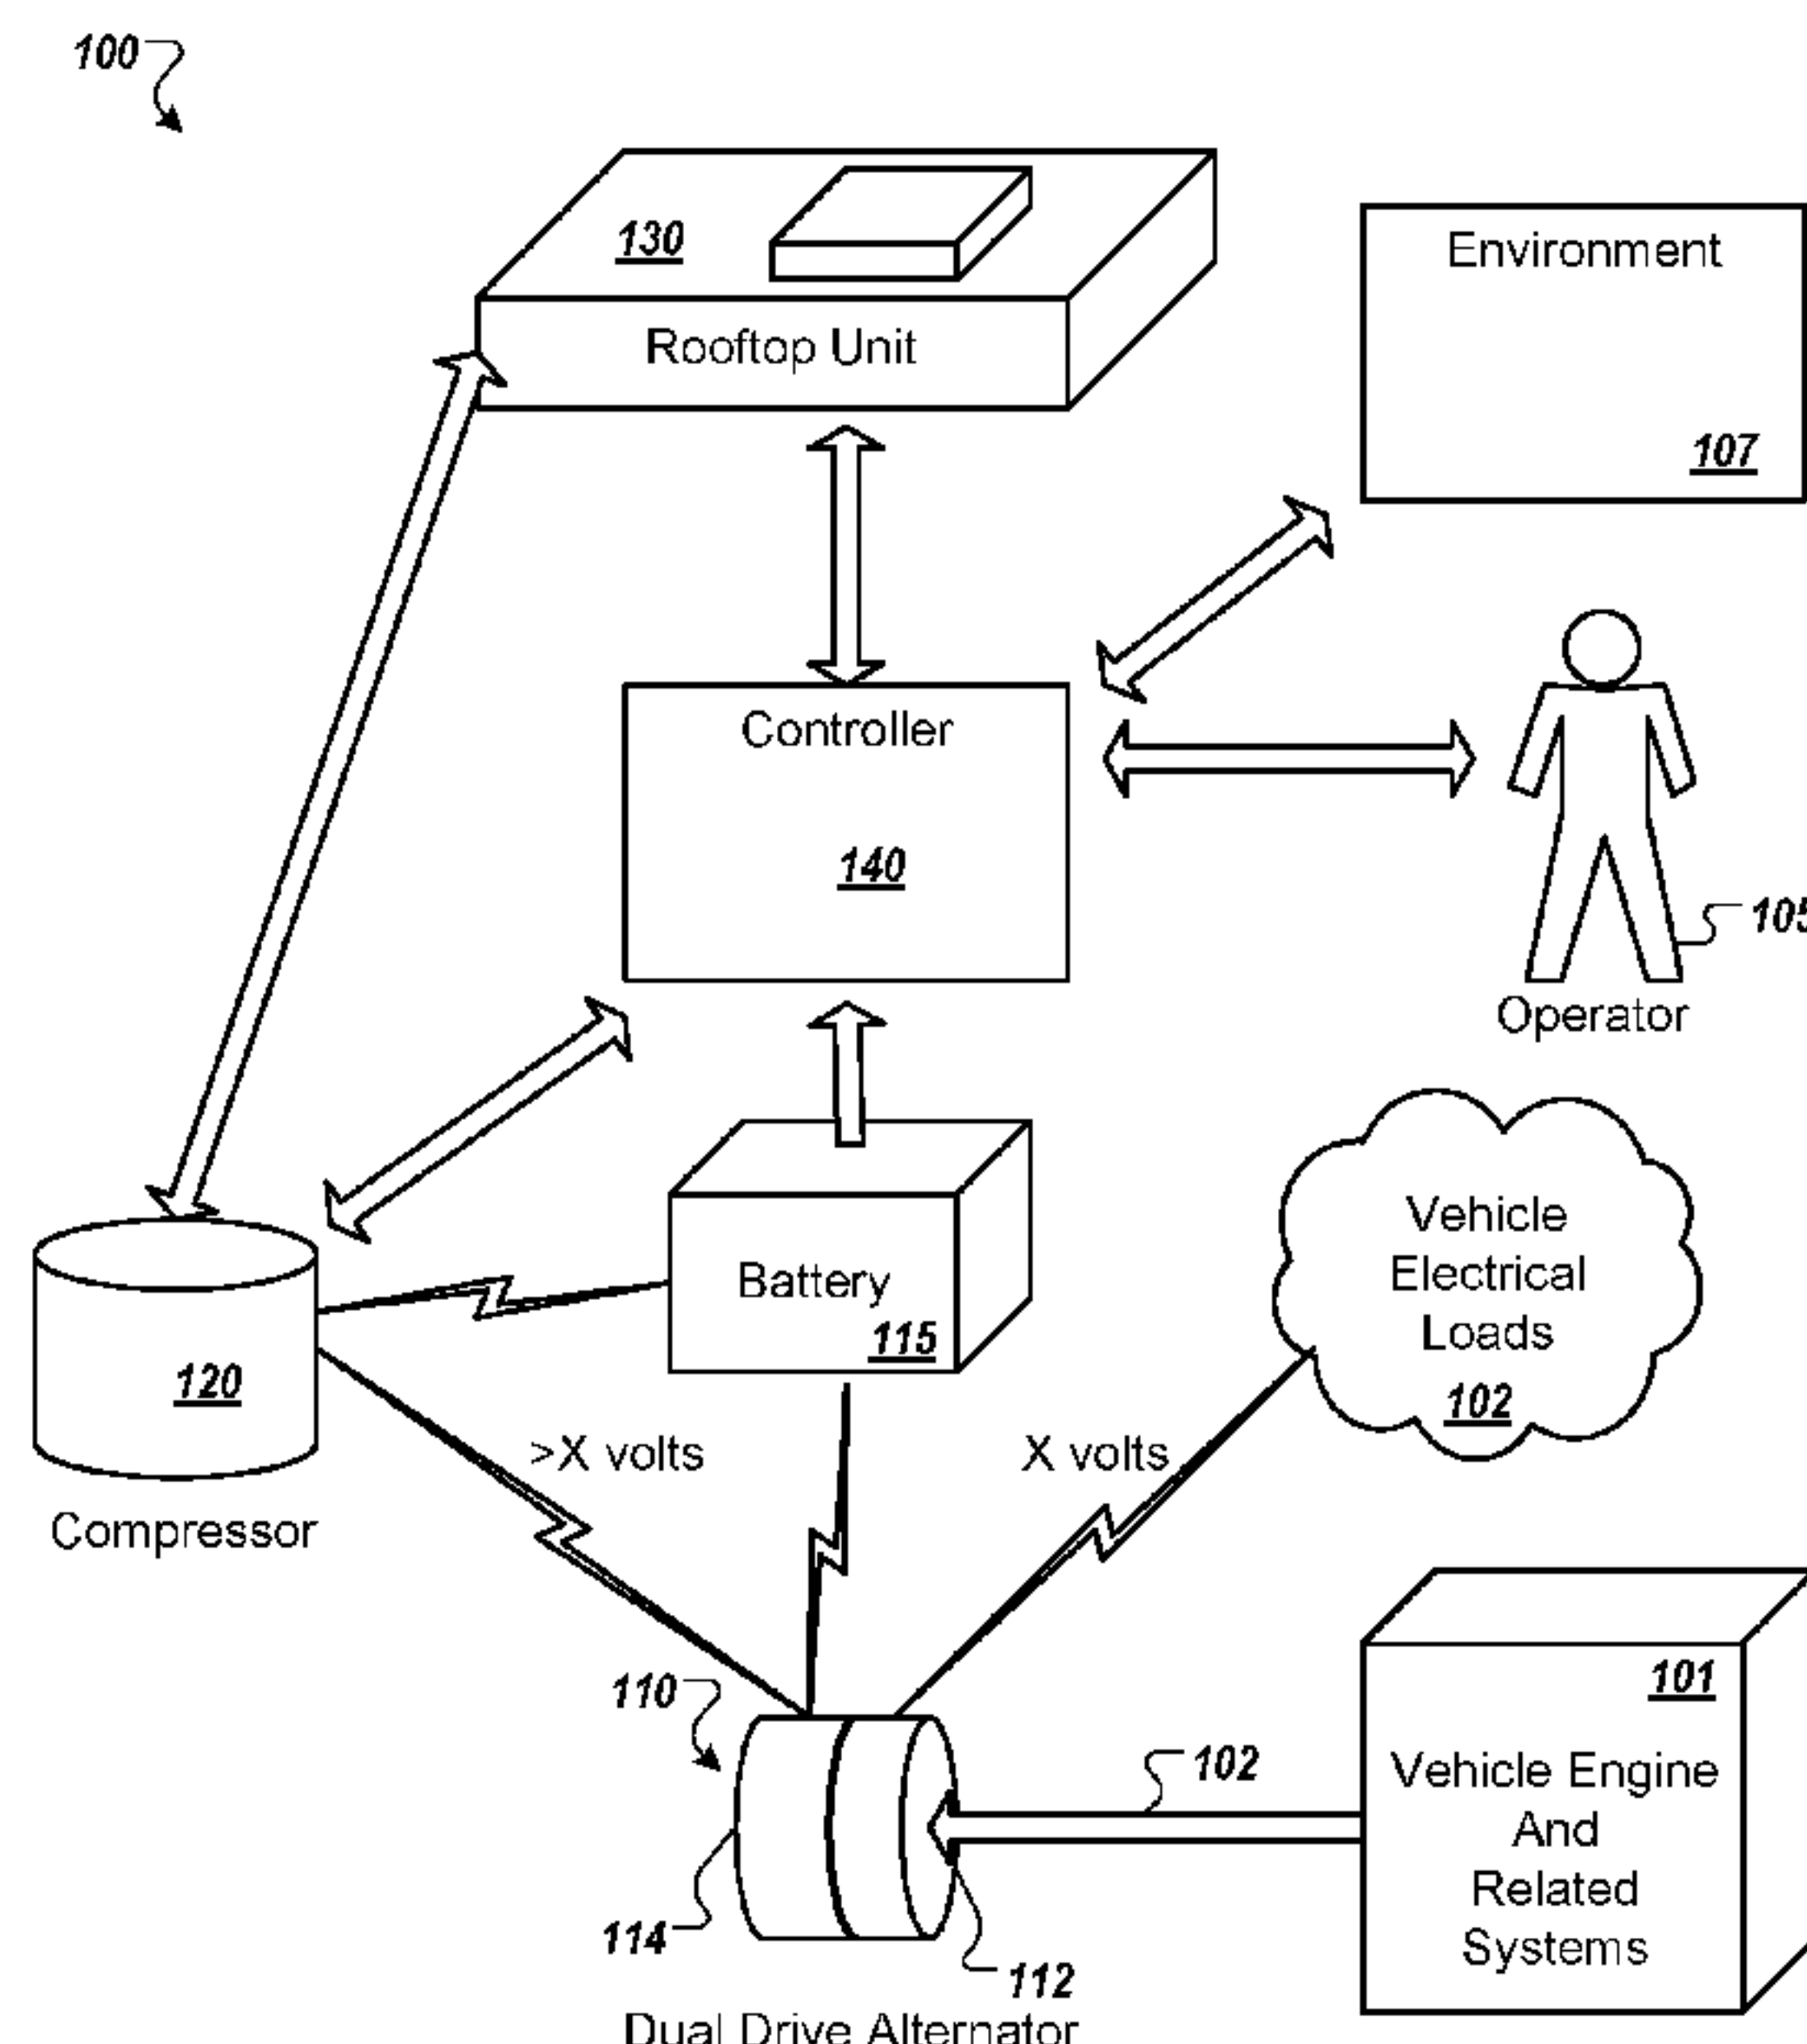 100
130
Rooftop Unit
Environment
107
Controller
140
105
Operator
Battery
115
Vehicle
Electrical
Loads
102
120
Compressor
>X volts
X volts
110
114
112
102
101
Vehicle Engine
And
Related
Systems
Dual Drive Alternator